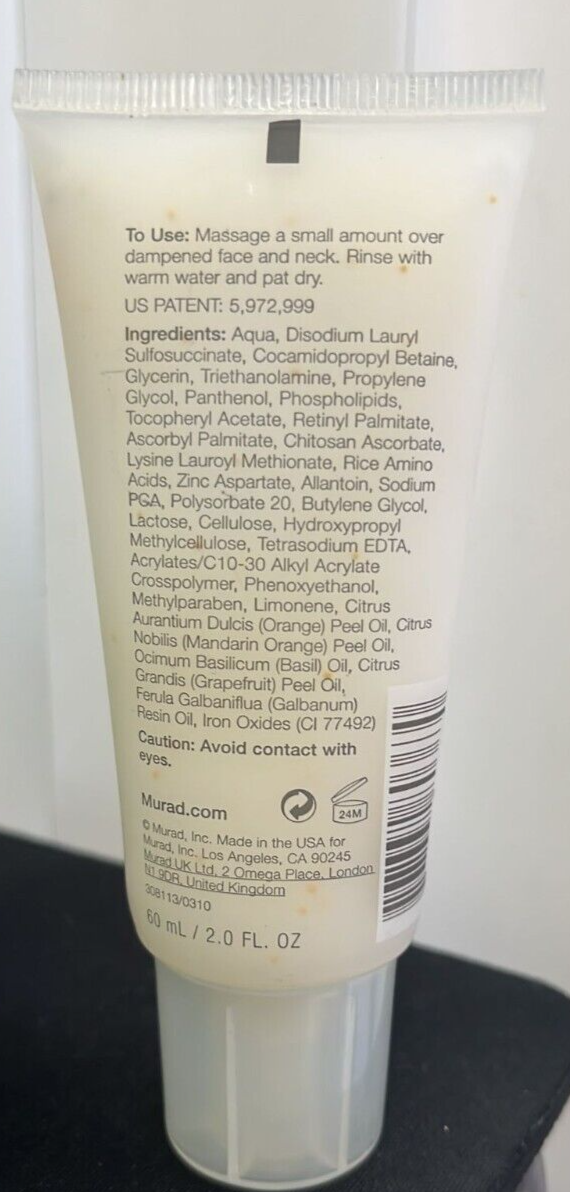 To Use: Massage a small amount over
dampened face and neck. Rinse with
warm water and pat dry.
US PATENT: 5,972,999
Ingredients: Aqua, Disodium Lauryl
Sulfosuccinate, Cocamidopropyl Betaine,
Glycerin, Triethanolamine, Propylene
Glycol, Panthenol, Phospholipids,
Tocopheryl Acetate, Retinyl Palmitate,
Ascorbyl Palmitate, Chitosan Ascorbate,
Lysine Lauroyl Methionate, Rice Amino
Acids, Zinc Aspartate, Allantoin, Sodium
PGA, Polysorbate 20, Butylene Glycol,
Lactose, Cellulose, Hydroxypropyl
Methylcellulose, Tetrasodium EDTA,
Acrylates/C10-30 Alkyl Acrylate
Crosspolymer, Phenoxyethanol,
Methylparaben, Limonene, Citrus
Aurantium Dulcis (Orange) Peel Oil, Citrus
Nobilis (Mandarin Orange) Peel Oil,
Ocimum Basilicum (Basil) Oil, Citrus
Grandis (Grapefruit) Peel Oil,
Ferula Galbaniflua (Galbanum)
Resin Oil, Iron Oxides (CI 77492)
Caution: Avoid contact with
eyes.
Murad.com
24M
© Murad, Inc. Made in the USA for
Murad, Inc. Los Angeles, CA 90245
Murad UK Ltd, 2 Omega Place, London
N1 9DR, United Kingdom
308113/0310
60 mL / 2.0 FL. OZ